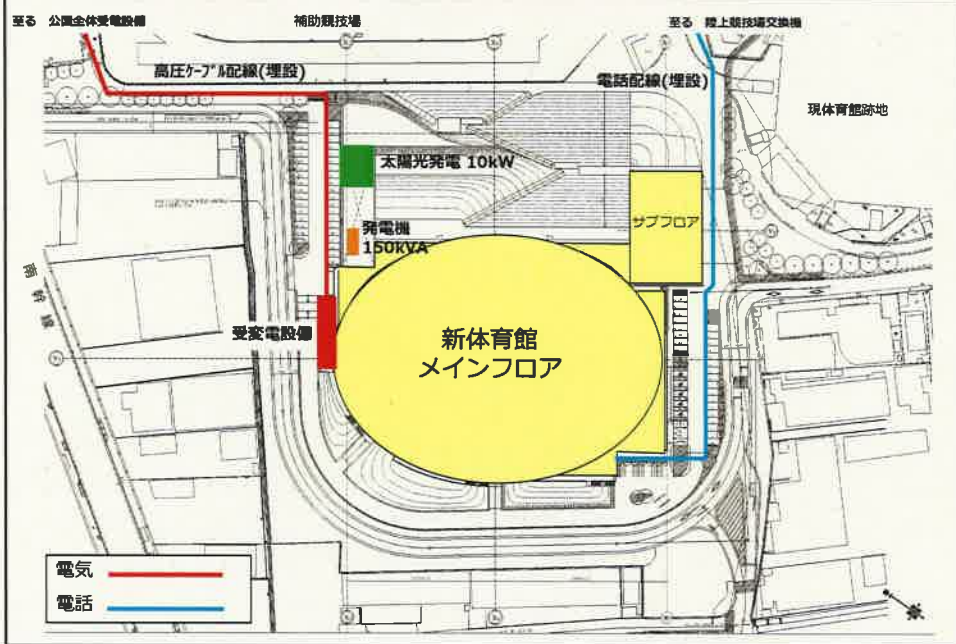 至る　公園全体受電設備
補助競技場
至る　陸上競技場交換機
高圧ケーブル配線(埋設)
電話配線(埋設)
現体育館跡地
太陽光発電 10kW
サブフロア
発電機
150kVA
南幹線
受変電設備
新体育館
メインフロア
電気
電話